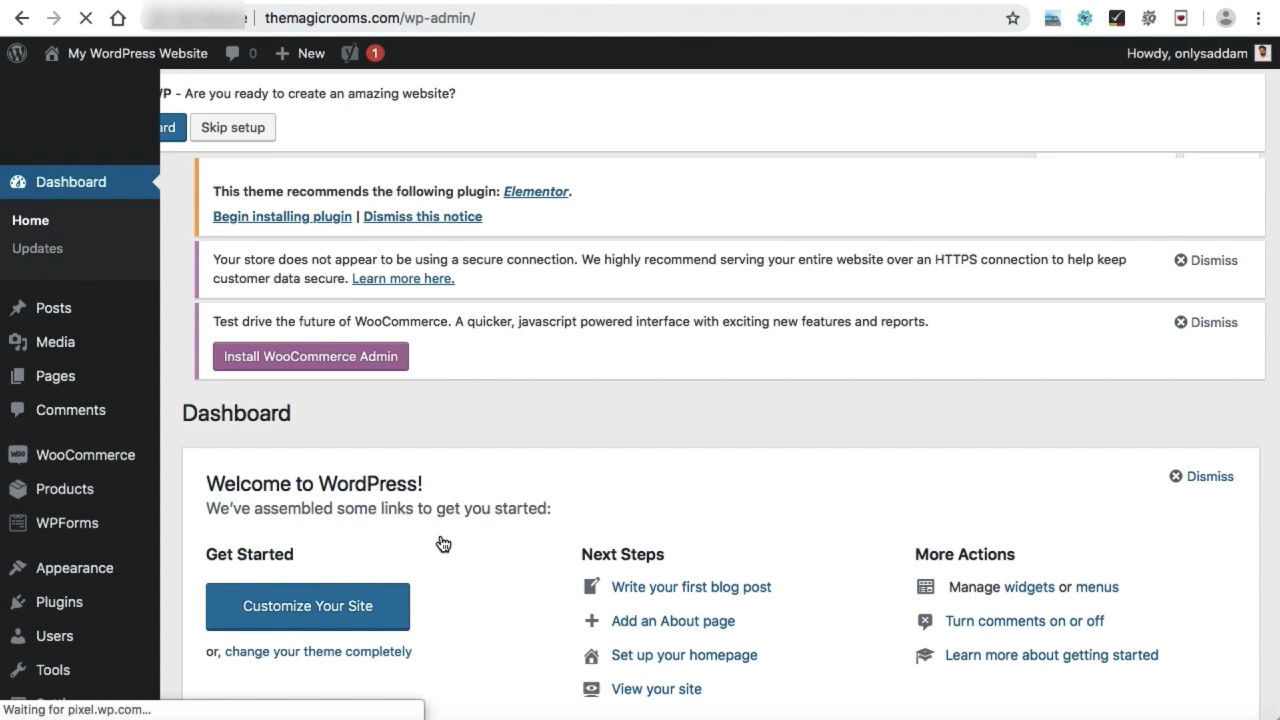 themagicrooms.com/wp-admin/
My WordPress Website 0 New 1 Howdy, onlysaddam
- Are you ready to create an amazing website?
Skip setup
This theme recommends the following plugin: Elementor.
Begin installing plugin | Dismiss this notice
Your store does not appear to be using a secure connection. We highly recommend serving your entire website over an HTTPS connection to help keep
customer data secure. Learn more here.
Dismiss
Test drive the future of WooCommerce. A quicker, javascript powered interface with exciting new features and reports.
Dismiss
Install WooCommerce Admin
Dashboard
Home
Updates
Posts
Media
Pages
Comments
WooCommerce
Products
WPForms
Appearance
Plugins
Users
Tools
Dashboard
Welcome to WordPress!
Dismiss
We've assembled some links to get you started:
Get Started
Customize Your Site
or, change your theme completely
Next Steps
Write your first blog post
Add an About page
Set up your homepage
View your site
More Actions
Manage widgets or menus
Turn comments on or off
Learn more about getting started
Waiting for pixel.wp.com...